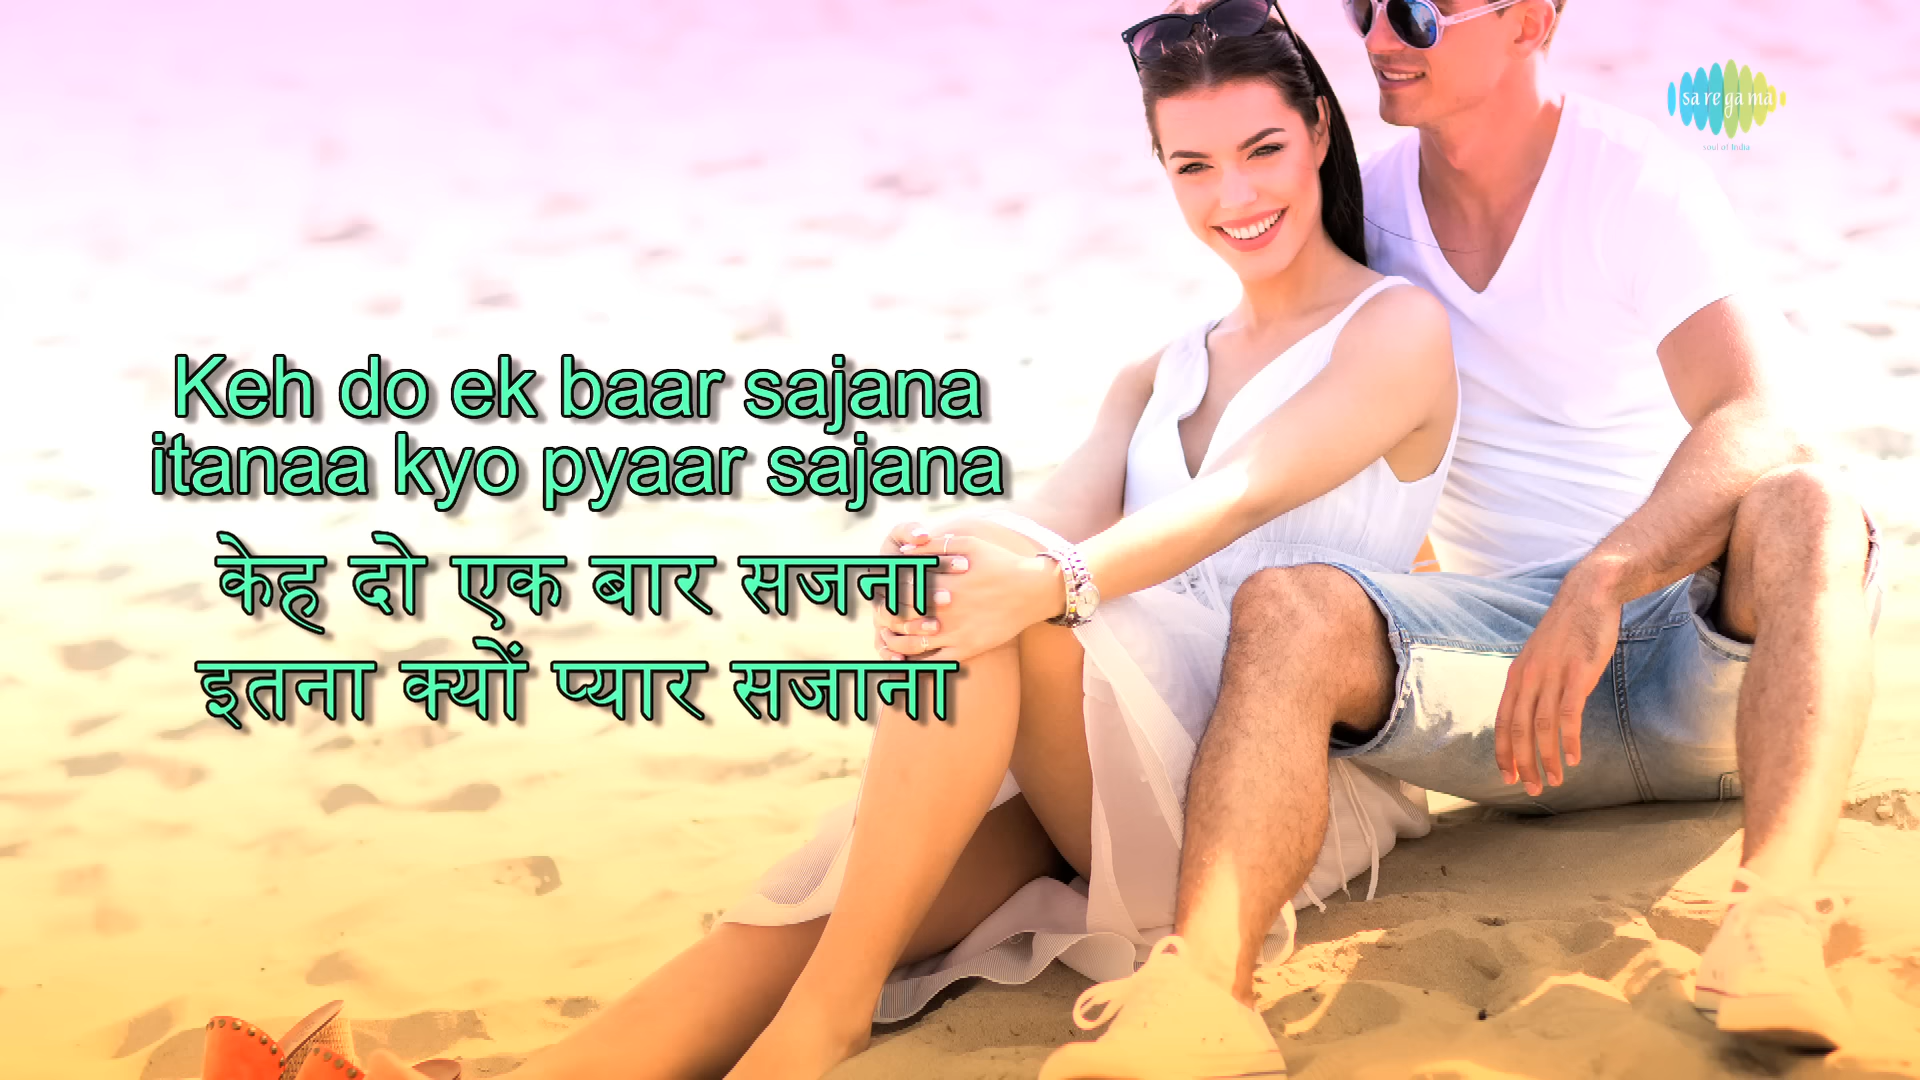 sa re ga ma
soul of India
Keh do ek baar sajana
itanaa kyo pyaar sajana
केह दो एक बार सजना
इतना क्यों प्यार सजाना